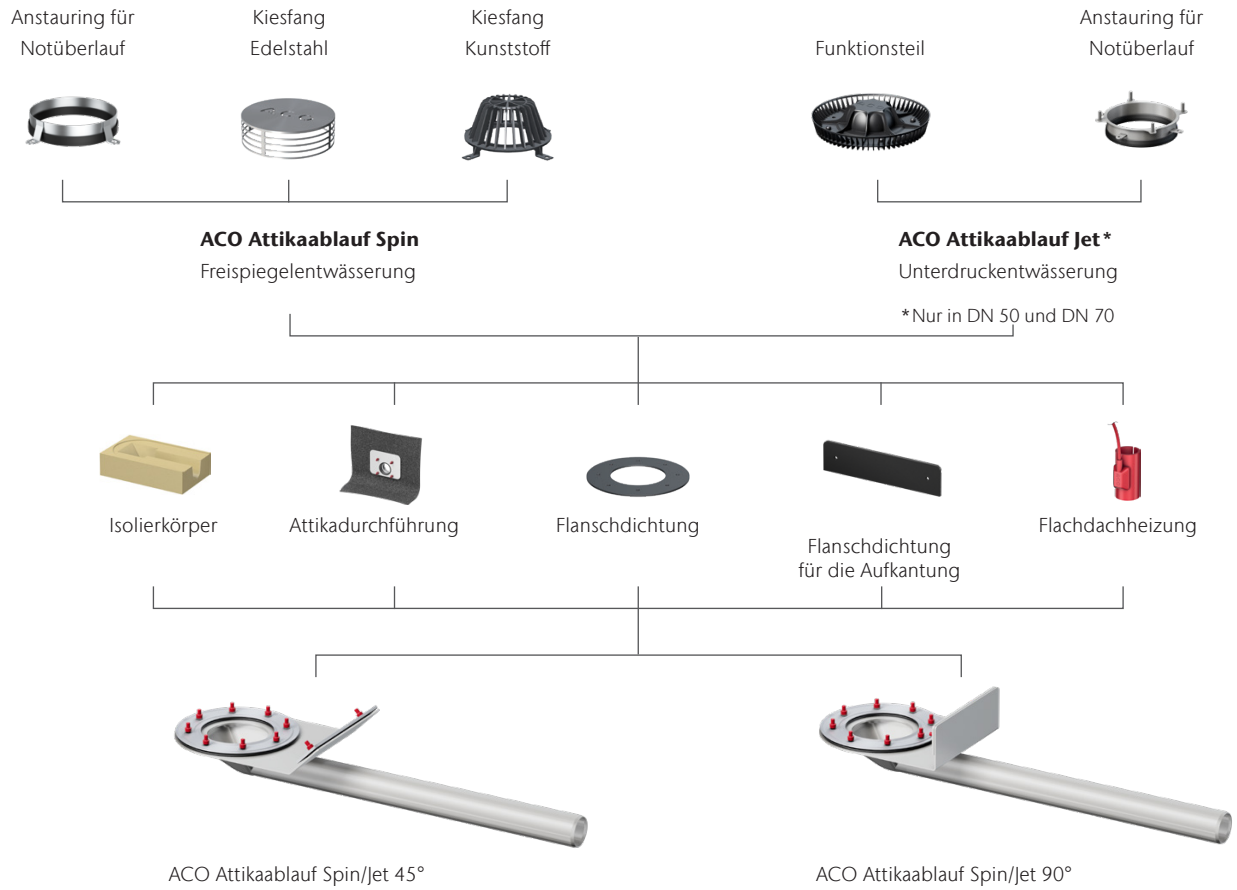 Anstauring für
Notüberlauf
Kiesfang
Edelstahl
Kiesfang
Kunststoff
Funktionsteil
Anstauring für
Notüberlauf
ACO Attikaablauf Spin
Freispiegelentwässerung
ACO Attikaablauf Jet*
Unterdruckentwässerung
*Nur in DN 50 und DN 70
Isolierkörper
Attikadurchführung
Flanschdichtung
Flanschdichtung
für die Aufkantung
Flachdachheizung
ACO Attikaablauf Spin/Jet 45°
ACO Attikaablauf Spin/Jet 90°